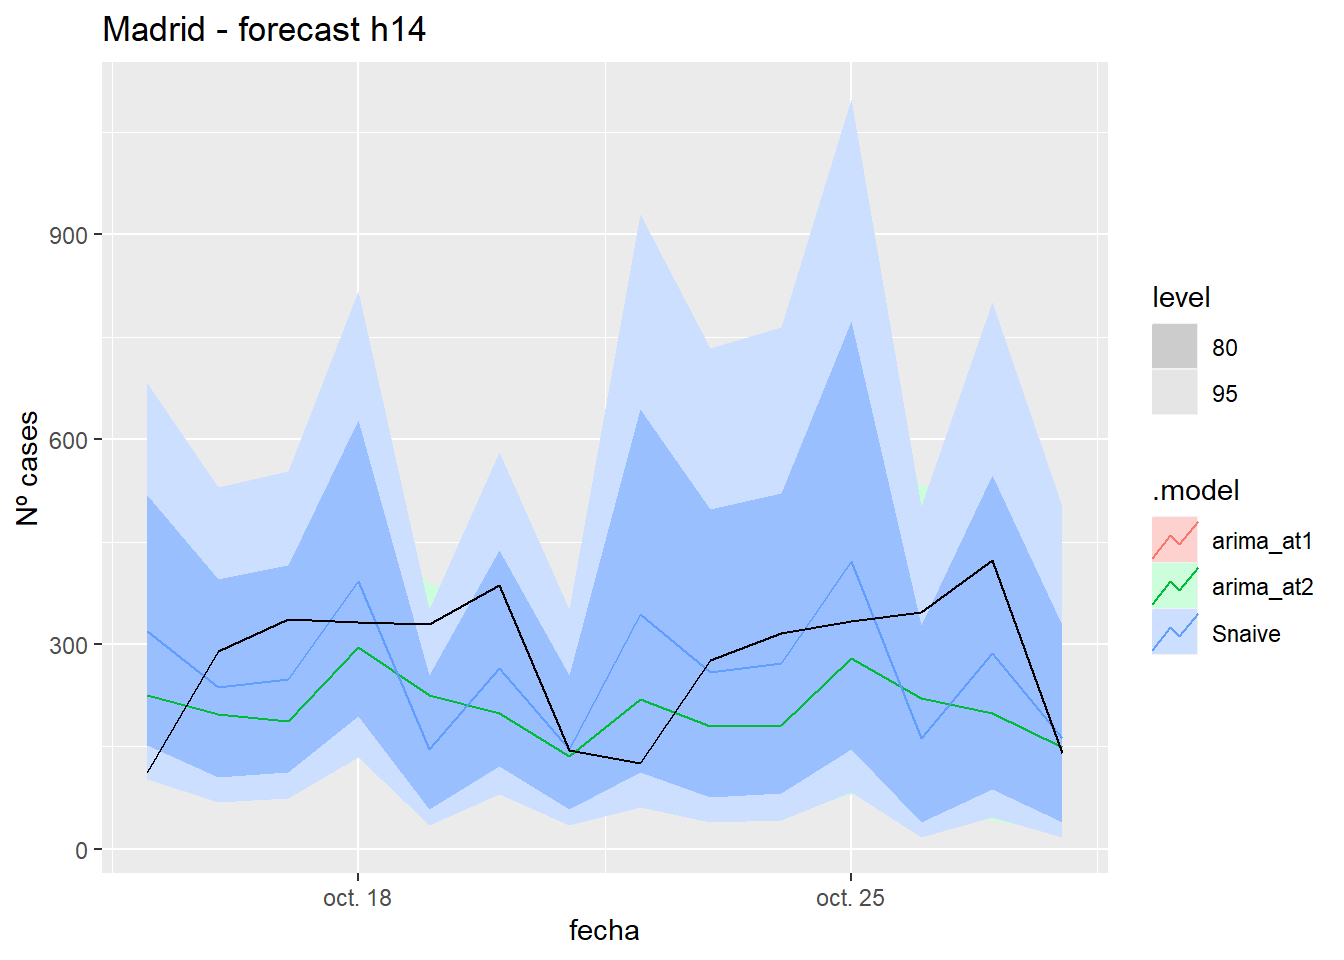 Madrid - forecast h14
Nº cases
900
600
300
0
oct. 18
oct. 25
fecha
level
80
95
.model
arima_at1
arima_at2
Snaive